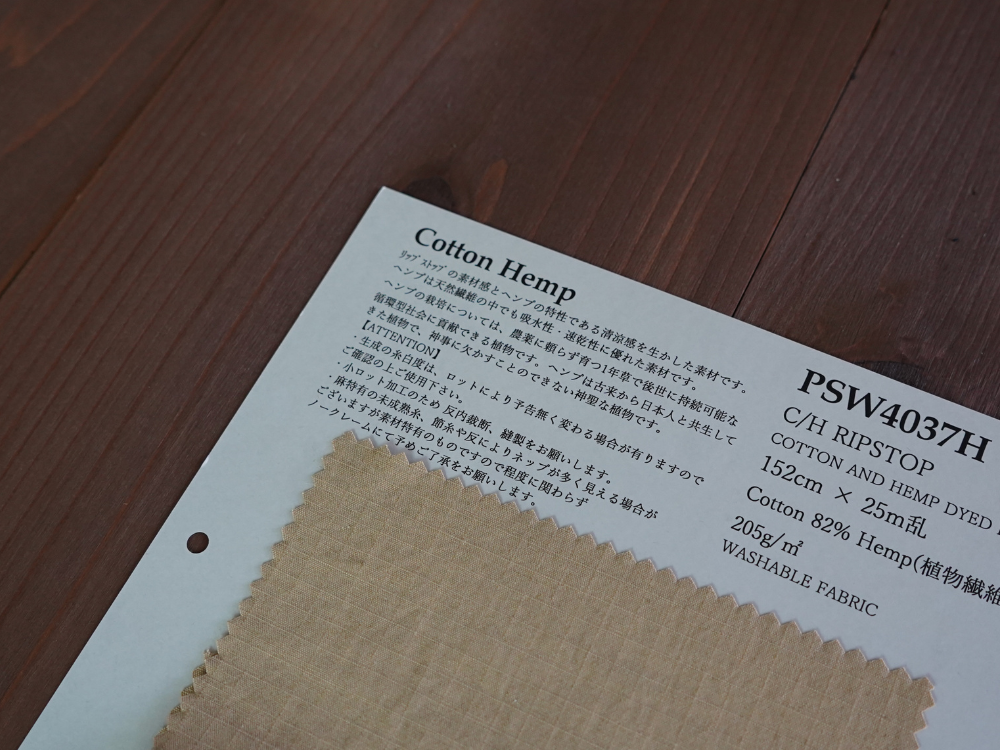 Cotton Hemp
ﾘｯﾌﾟｽﾄｯﾌﾟの素材感とヘンプの特性である清涼感を生かした素材です。
ヘンプは天然繊維の中でも吸水性・速乾性に優れた素材です。
ヘンプの栽培については、農薬に頼らず育つ1年草で後世に持続可能な
循環型社会に貢献できる植物です。ヘンプは古来から日本人と共生して
きた植物で、神事に欠かすことのできない神聖な植物です。
【ATTENTION】
・生成の糸白度は、ロットにより予告無く変わる場合が有りますので
ご確認の上ご使用下さい。
・小ロット加工のため 反内裁断、縫製をお願いします。
・麻特有の未成熟糸、節糸や反によりネップが多く見える場合が
ございますが素材特有のものですので程度に関わらず
ノークレームにて予めご了承をお願いします。
PSW4037H
C/H RIPSTOP
COTTON AND HEMP DYED
152cm × 25m乱
Cotton 82% Hemp(植物繊維
205g/㎡
WASHABLE FABRIC